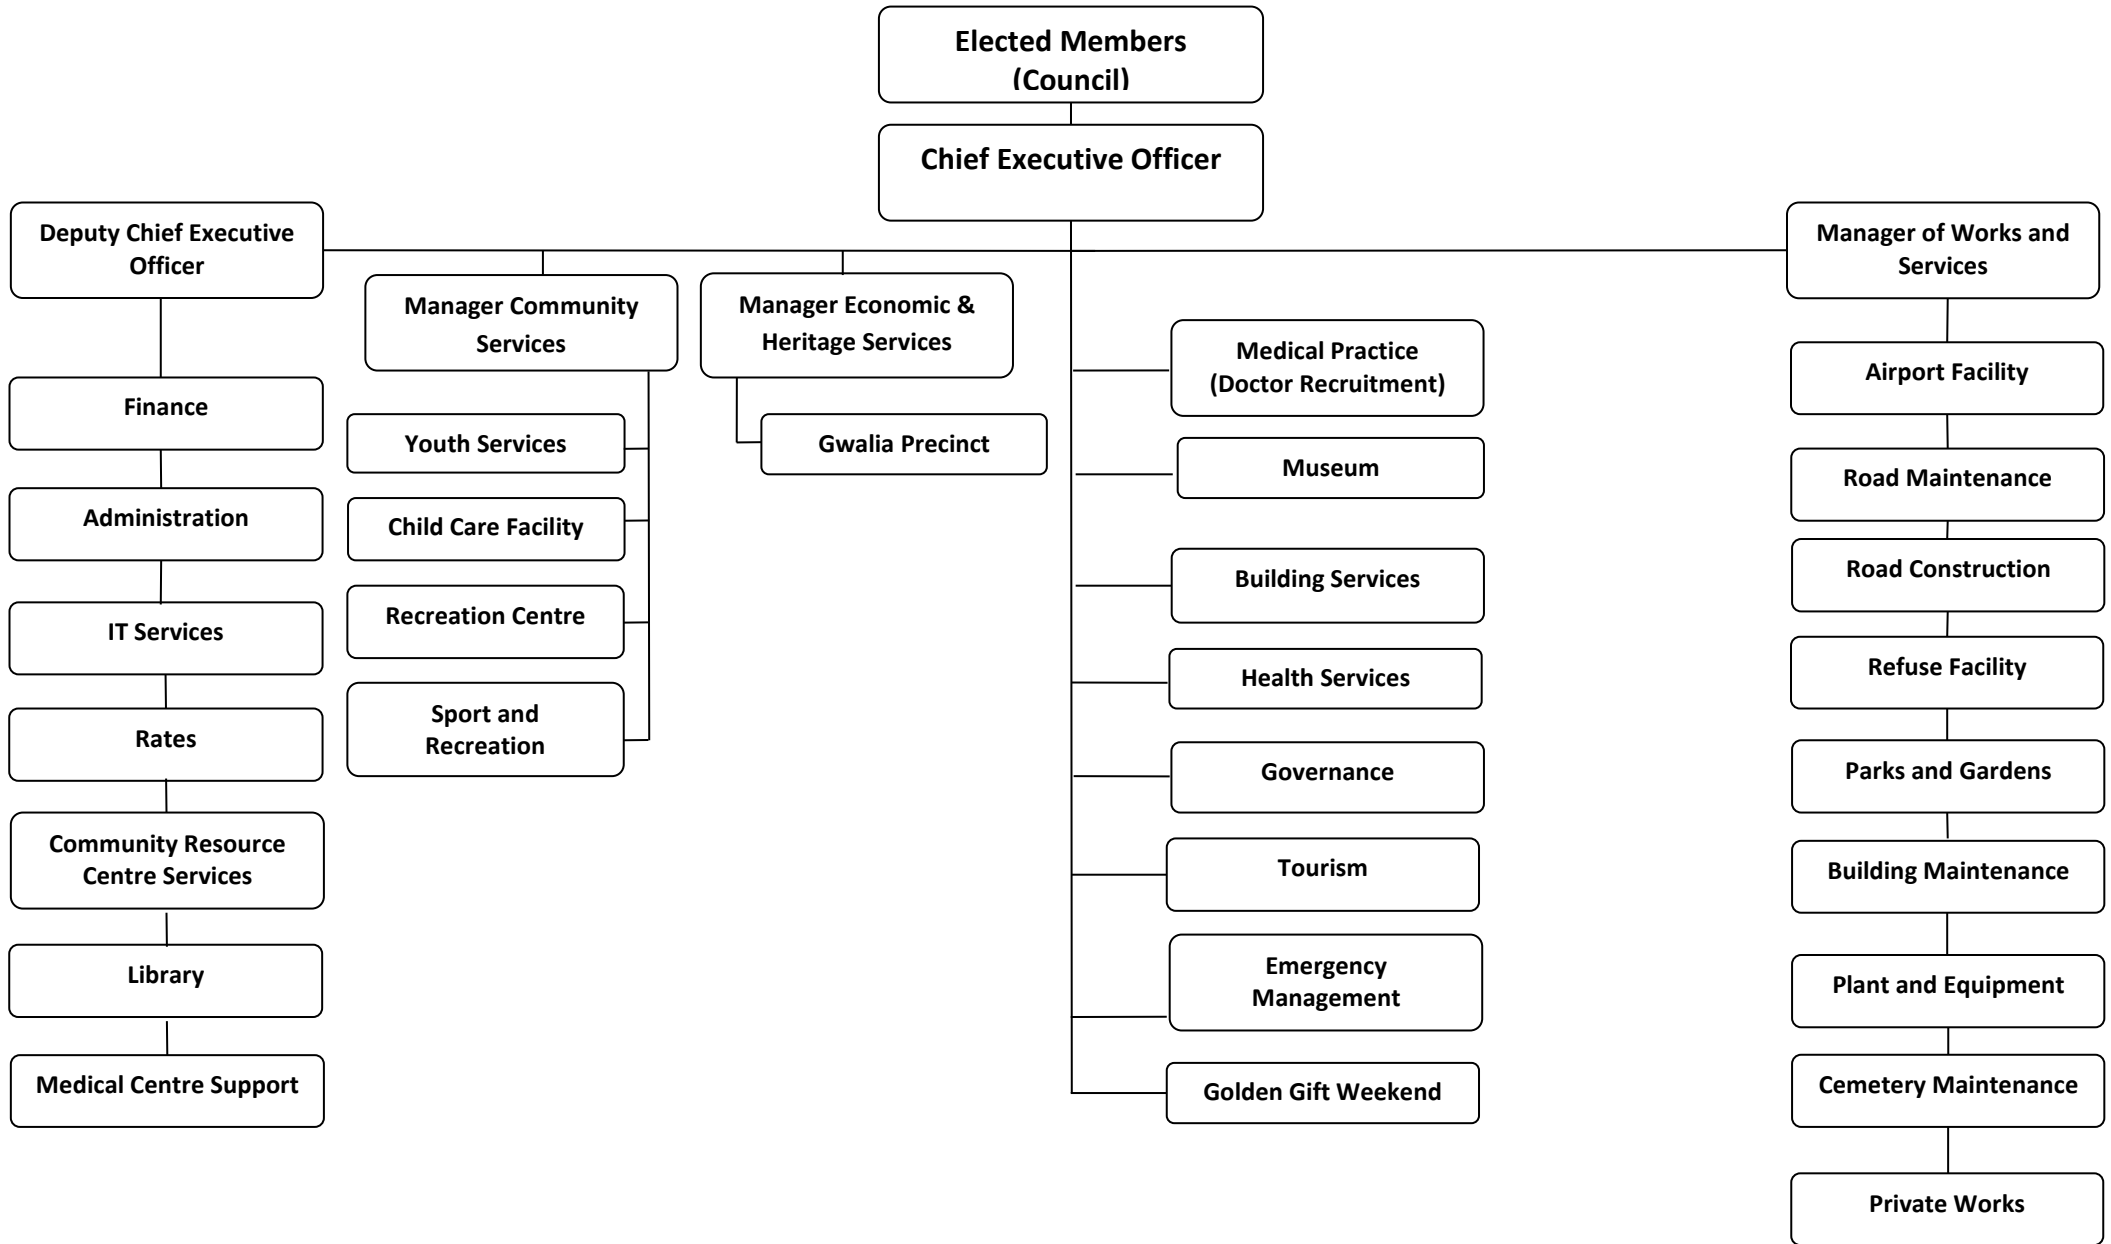 Elected Members
(Council)
Chief Executive Officer
Deputy Chief Executive
Officer
Finance
Administration
IT Services
Rates
Community Resource
Centre Services
Library
Medical Centre Support
Manager Community
Services
Youth Services
Child Care Facility
Recreation Centre
Sport and
Recreation
Manager Economic &
Heritage Services
Gwalia Precinct
Medical Practice
(Doctor Recruitment)
Museum
Building Services
Health Services
Governance
Tourism
Emergency
Management
Golden Gift Weekend
Manager of Works and
Services
Airport Facility
Road Maintenance
Road Construction
Refuse Facility
Parks and Gardens
Building Maintenance
Plant and Equipment
Cemetery Maintenance
Private Works